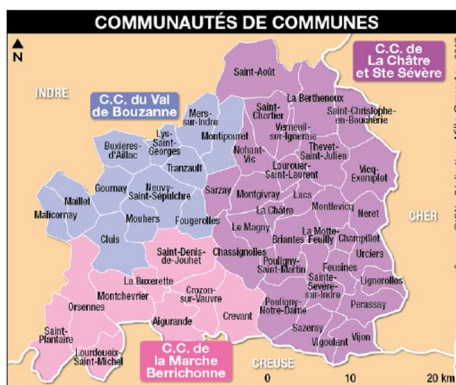 COMMUNAUTÉS DE COMMUNES
N
C.C. de
La Châtre
et Ste Sévère
INDRE
C.C. du Val
de Bouzanne
Saint-Août
La Berthenoux
Mers-
sur-Indre
Saint-
Chartier
Saint-Christophe-
en-Boucherie
Lys-
Saint-
Georges
Montipouret
Verneuil-
sur-Igneraie
Buxières-
d'Aillac
Nohant-
Vic
Thevet-
Saint-Julien
Tranzault
Lourouer-
Saint-Laurent
Vicq-
Exemplet
Gournay
Neuvy-
Saint-Sépulchre
Sarzay
Montgivray
Lacs
Maillet
Malicornay
Montlevicq
Neret
CHER
La Châtre
Mouhers
Fougerolles
Le Magny
La Motte-
Feuilly
Champillet
Cluis
Briantes
Urciers
Saint-Denis-
de-Jouhet
Chassignolles
Pouligny-
Saint-Martin
Feusines
Lignerolles
La Buxerette
Sainte-
Sévère-
sur-Indre
Perassay
Montchevrier
Crozon-
sur-Vauvre
Orsennes
Pouligny-
Notre-Dame
Aigurande
Crevant
Sazeray
Vijon
Saint-
Plantaire
Vigoulant
Lourdoueix-
Saint-Michel
C.C. de
la Marche
Berrichonne
CREUSE
0 10 20 km